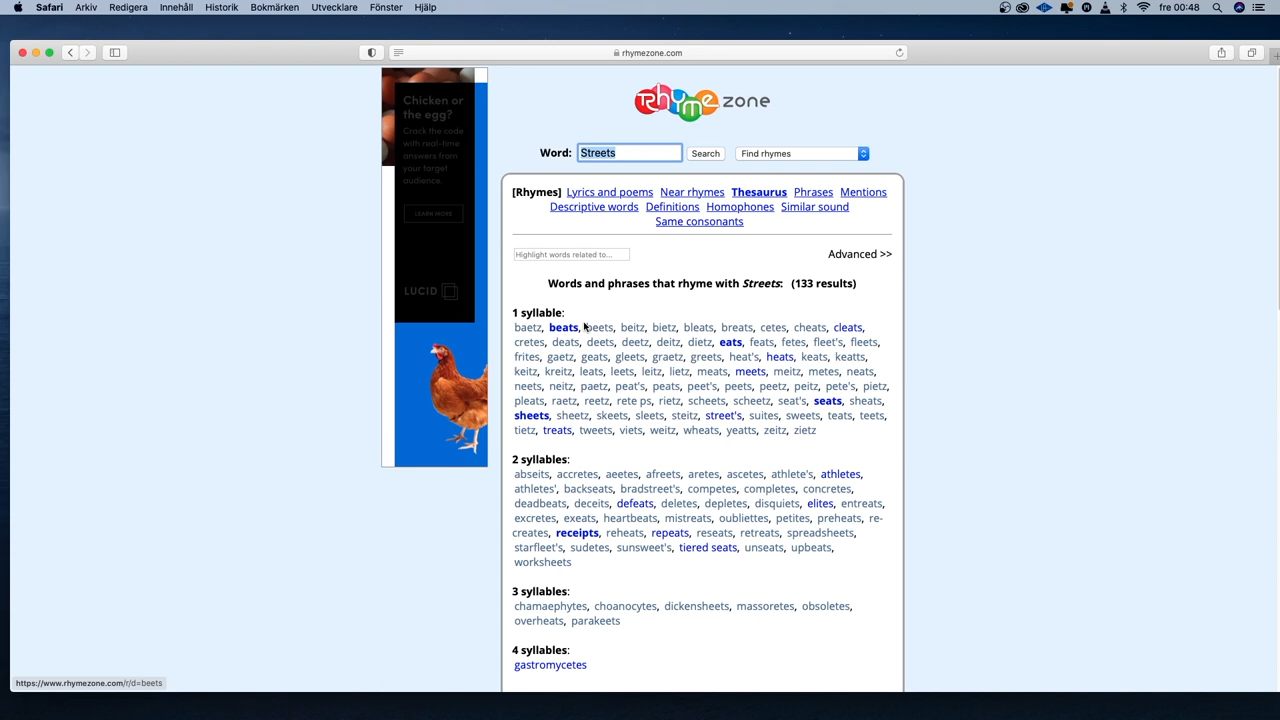 Safari Arkiv Redigera Innehåll Historik Bokmärken Utvecklare Fönster Hjälp fre 00:48
rhymezone.com
Chicken or
the egg?
Crack the code
with real-time
answers from
your target
audience.
LEARN MORE
LUCID
Rhyme zone
Word: Streets Search Find rhymes
[Rhymes] Lyrics and poems Near rhymes Thesaurus Phrases Mentions
Descriptive words Definitions Homophones Similar sound
Same consonants
Highlight words related to... Advanced >>
Words and phrases that rhyme with Streets: (133 results)
1 syllable:
baetz, beats, beets, beitz, bietz, bleats, breats, cetes, cheats, cleats,
cretes, deats, deets, deetz, deitz, dietz, eats, feats, fetes, fleet's, fleets,
frites, gaetz, geats, gleets, graetz, greets, heat's, heats, keats, keatts,
keitz, kreitz, leats, leets, leitz, lietz, meats, meets, meitz, metes, neats,
neets, neitz, paetz, peat's, peats, peet's, peets, peetz, peitz, pete's, pietz,
pleats, raetz, reetz, rete ps, rietz, scheets, scheetz, seat's, seats, sheats,
sheets, sheetz, skeets, sleets, steitz, street's, suites, sweets, teats, teets,
tietz, treats, tweets, viets, weitz, wheats, yeatts, zeitz, zietz
2 syllables:
abseits, accretes, aeetes, afreets, aretes, ascetes, athlete's, athletes,
athletes', backseats, bradstreet's, competes, completes, concretes,
deadbeats, deceits, defeats, deletes, depletes, disquiets, elites, entreats,
excretes, exeats, heartbeats, mistreats, oubliettes, petites, preheats, re-
creates, receipts, reheats, repeats, reseats, retreats, spreadsheets,
starfleet's, sudetes, sunsweet's, tiered seats, unseats, upbeats,
worksheets
3 syllables:
chamaephytes, choanocytes, dickensheets, massoretes, obsoletes,
overheats, parakeets
4 syllables:
gastromycetes
https://www.rhymezone.com/r/d=beets